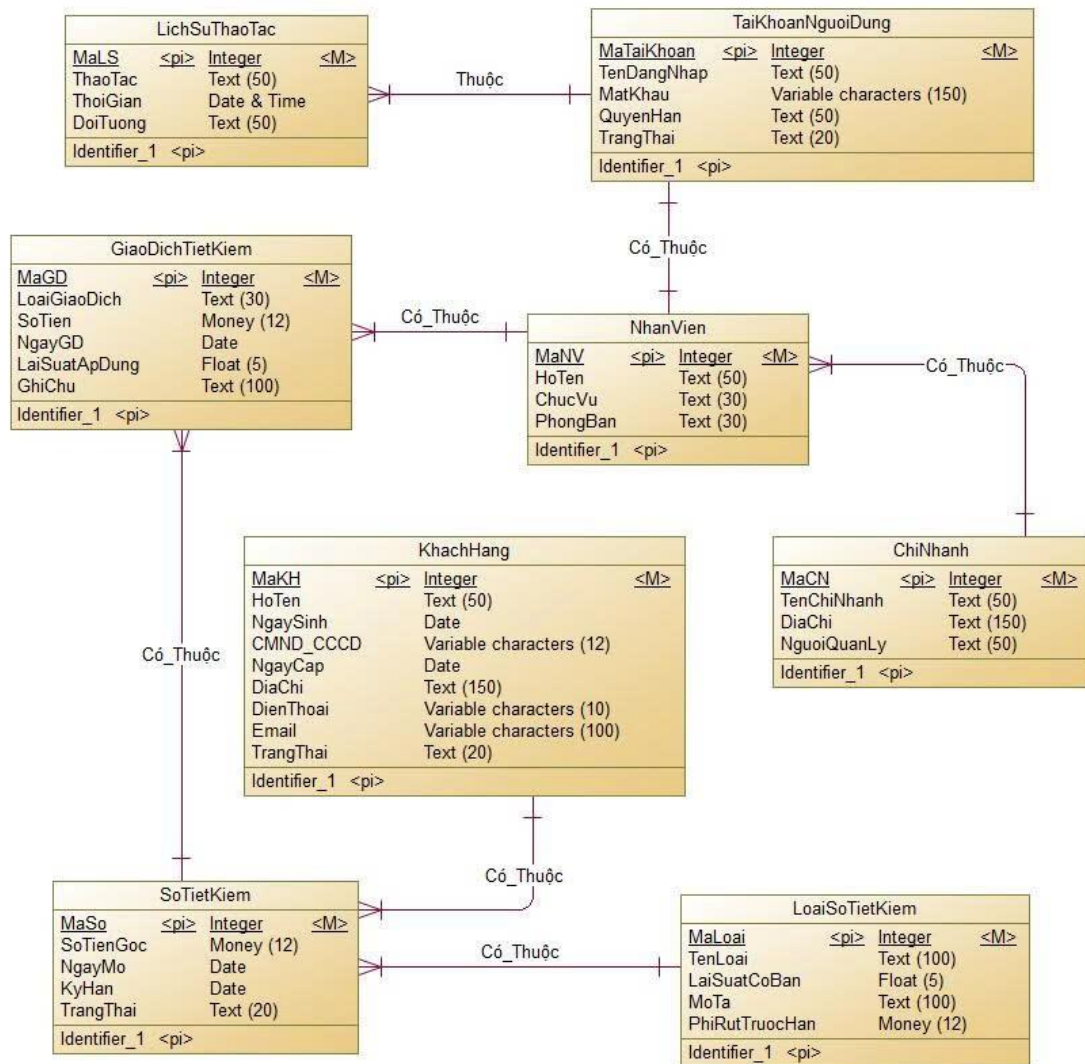 LichSuThaoTac
MaLS <pi> Integer <M>
ThaoTac Text (50)
ThoiGian Date & Time
DoiTuong Text (50)
Identifier_1 <pi>
Thuộc
TaiKhoanNguoiDung
MaTaiKhoan <pi> Integer <M>
TenDangNhap Text (50)
MatKhau Variable characters (150)
QuyenHan Text (50)
TrangThai Text (20)
Identifier_1 <pi>
Có_Thuộc
GiaoDichTietKiem
MaGD <pi> Integer <M>
LoaiGiaoDich Text (30)
SoTien Money (12)
NgayGD Date
LaiSuatApDung Float (5)
GhiChu Text (100)
Identifier_1 <pi>
Có_Thuộc
NhanVien
MaNV <pi> Integer <M>
HoTen Text (50)
ChucVu Text (30)
PhongBan Text (30)
Identifier_1 <pi>
Có_Thuộc
KhachHang
MaKH <pi> Integer <M>
HoTen Text (50)
NgaySinh Date
CMND_CCCD Variable characters (12)
NgayCap Date
DiaChi Text (150)
DienThoai Variable characters (10)
Email Variable characters (100)
TrangThai Text (20)
Identifier_1 <pi>
ChiNhanh
MaCN <pi> Integer <M>
TenChiNhanh Text (50)
DiaChi Text (150)
NguoiQuanLy Text (50)
Identifier_1 <pi>
Có_Thuộc
Có_Thuộc
SoTietKiem
MaSo <pi> Integer <M>
SoTienGoc Money (12)
NgayMo Date
KyHan Date
TrangThai Text (20)
Identifier_1 <pi>
Có_Thuộc
LoaiSoTietKiem
MaLoai <pi> Integer <M>
TenLoai Text (100)
LaiSuatCoBan Float (5)
MoTa Text (100)
PhiRutTruocHan Money (12)
Identifier_1 <pi>